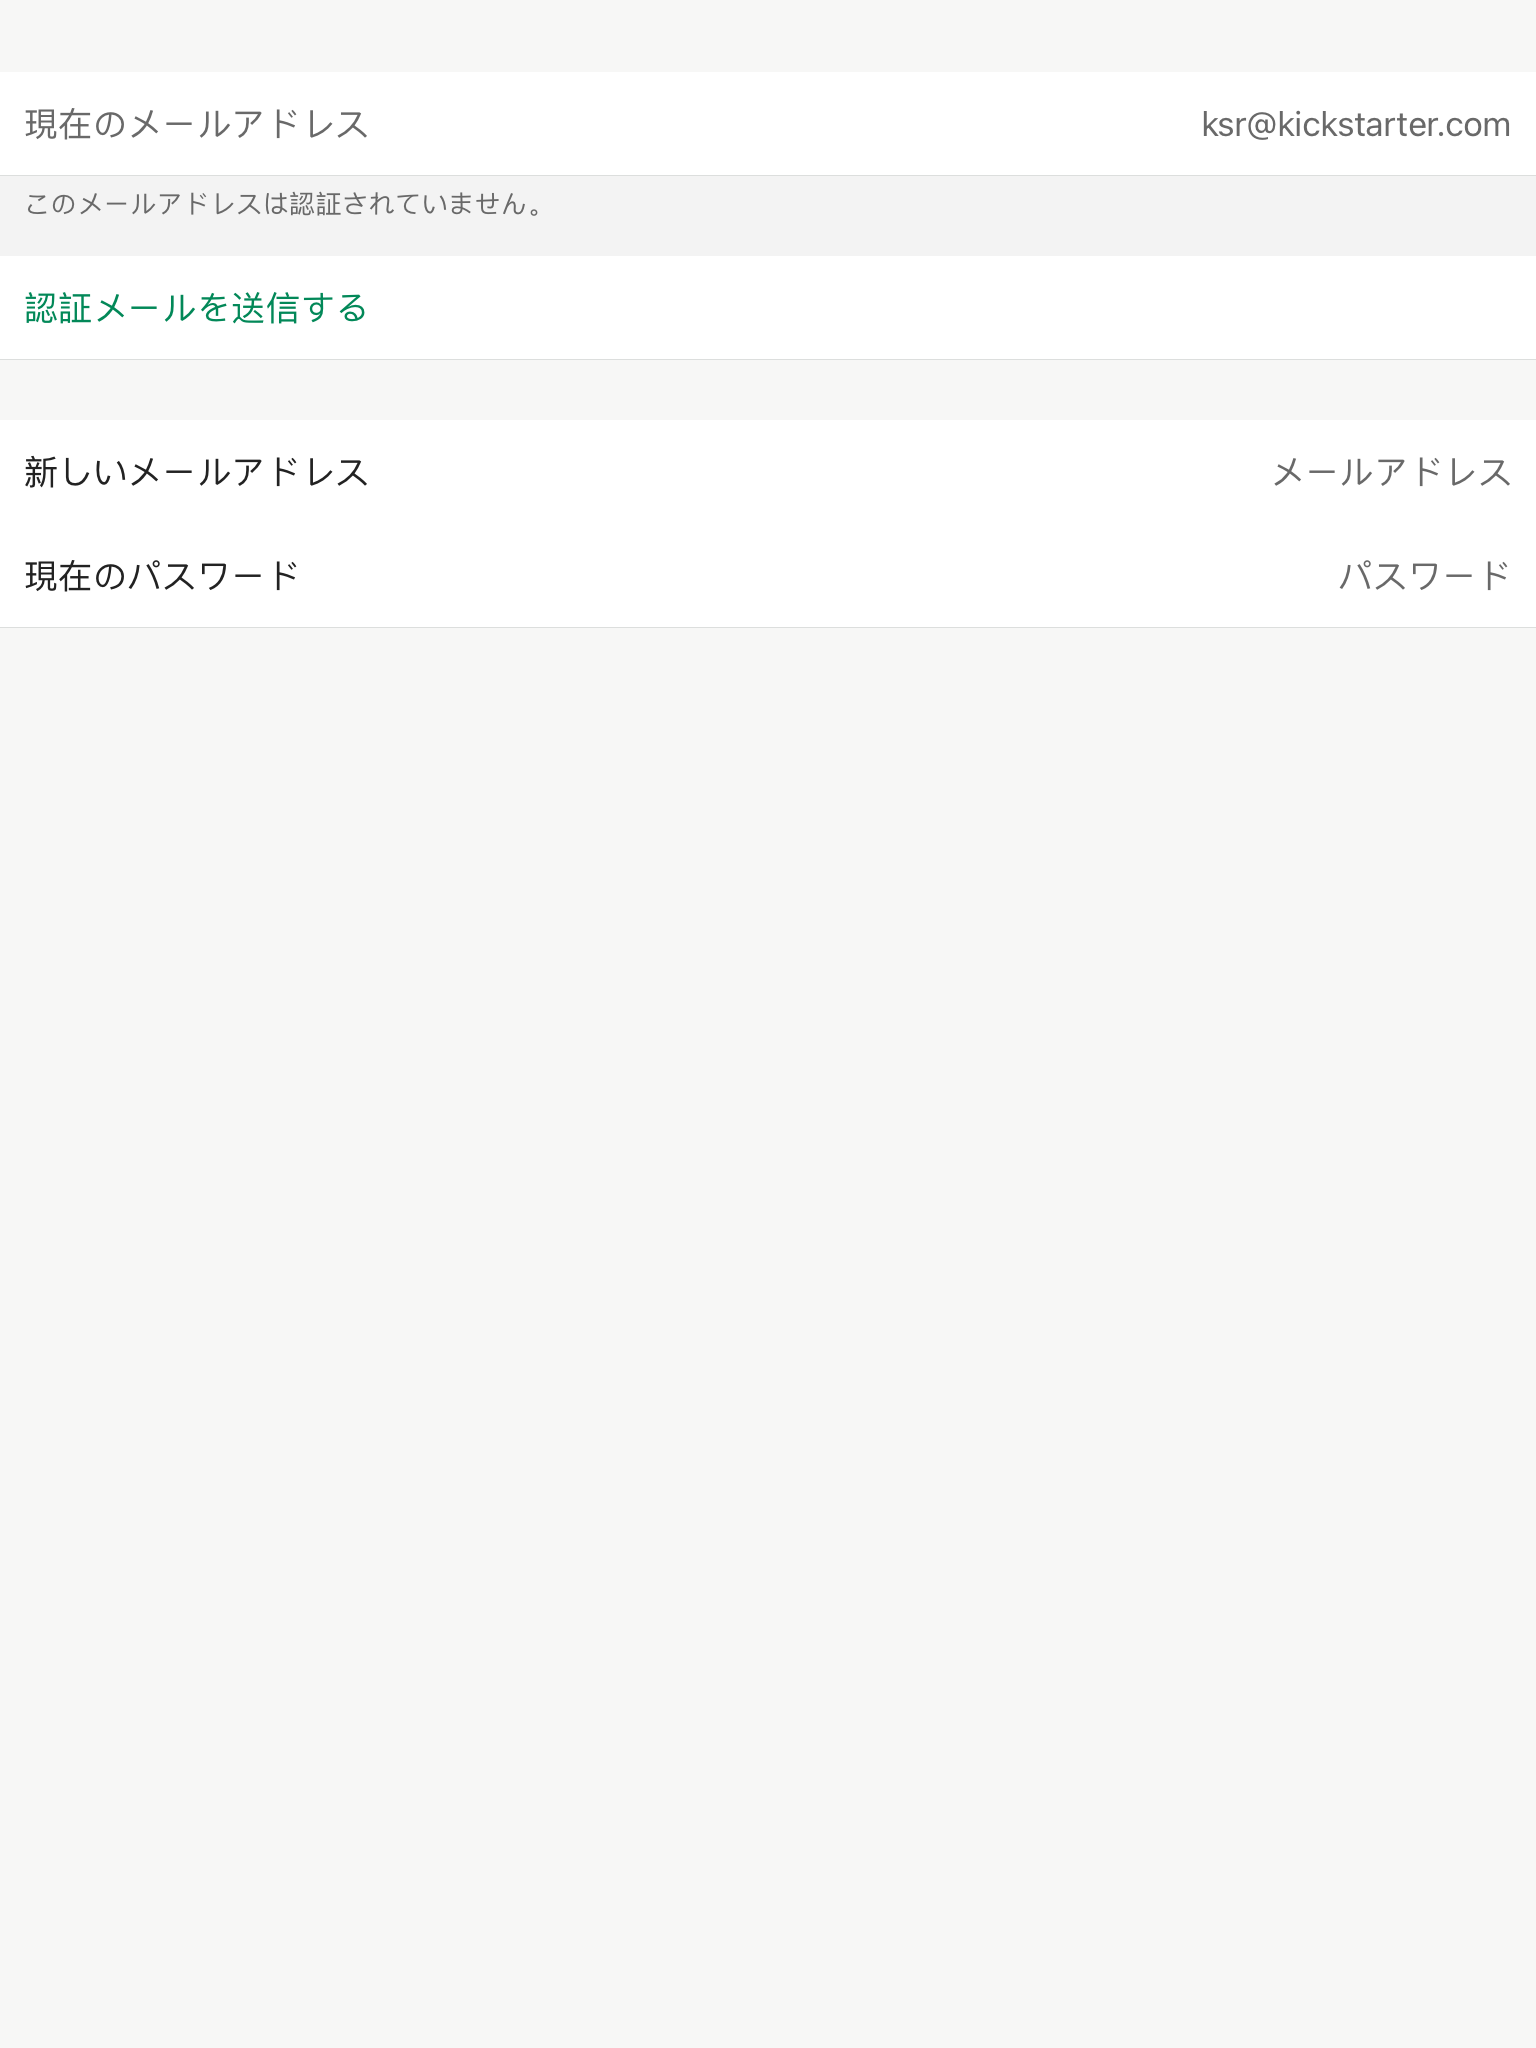 現在のメールアドレス ksr@kickstarter.com
このメールアドレスは認証されていません。
認証メールを送信する
新しいメールアドレス メールアドレス
現在のパスワード パスワード